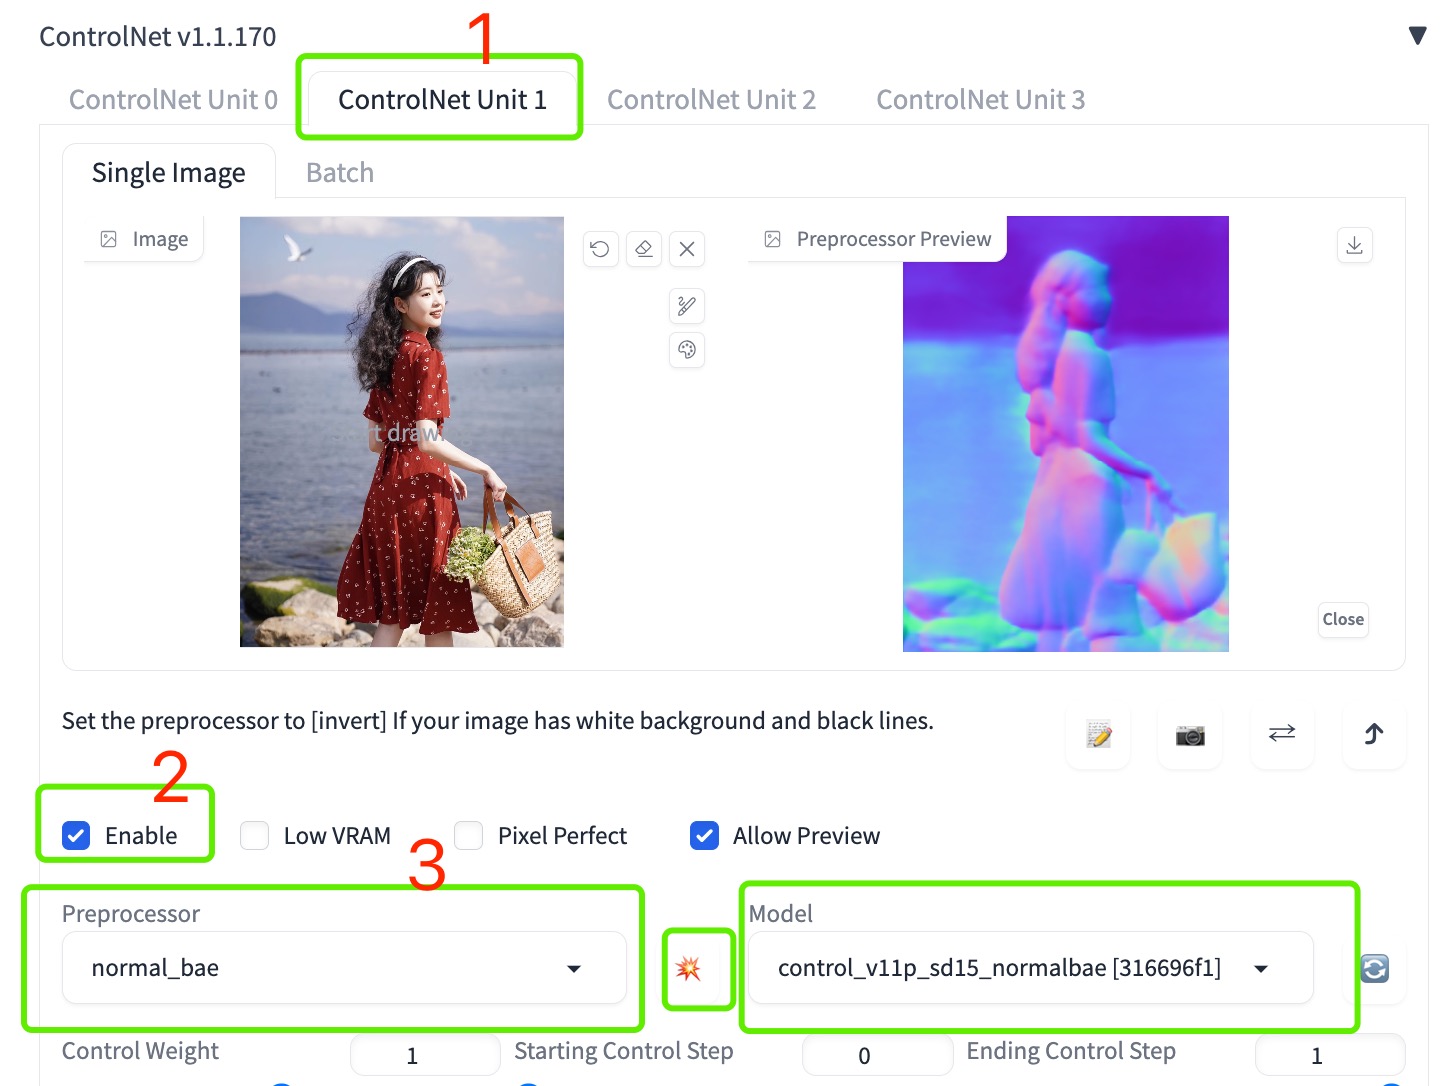 ControlNet v1.1.170
1
ControlNet Unit 0
ControlNet Unit 1
ControlNet Unit 2
ControlNet Unit 3
Single Image
Batch
Image
Preprocessor Preview
Close
Set the preprocessor to [invert] If your image has white background and black lines.
2
Enable
Low VRAM
Pixel Perfect
Allow Preview
3
Preprocessor
Model
normal_bae
control_v11p_sd15_normalbae [316696f1]
Control Weight
1
Starting Control Step
0
Ending Control Step
1